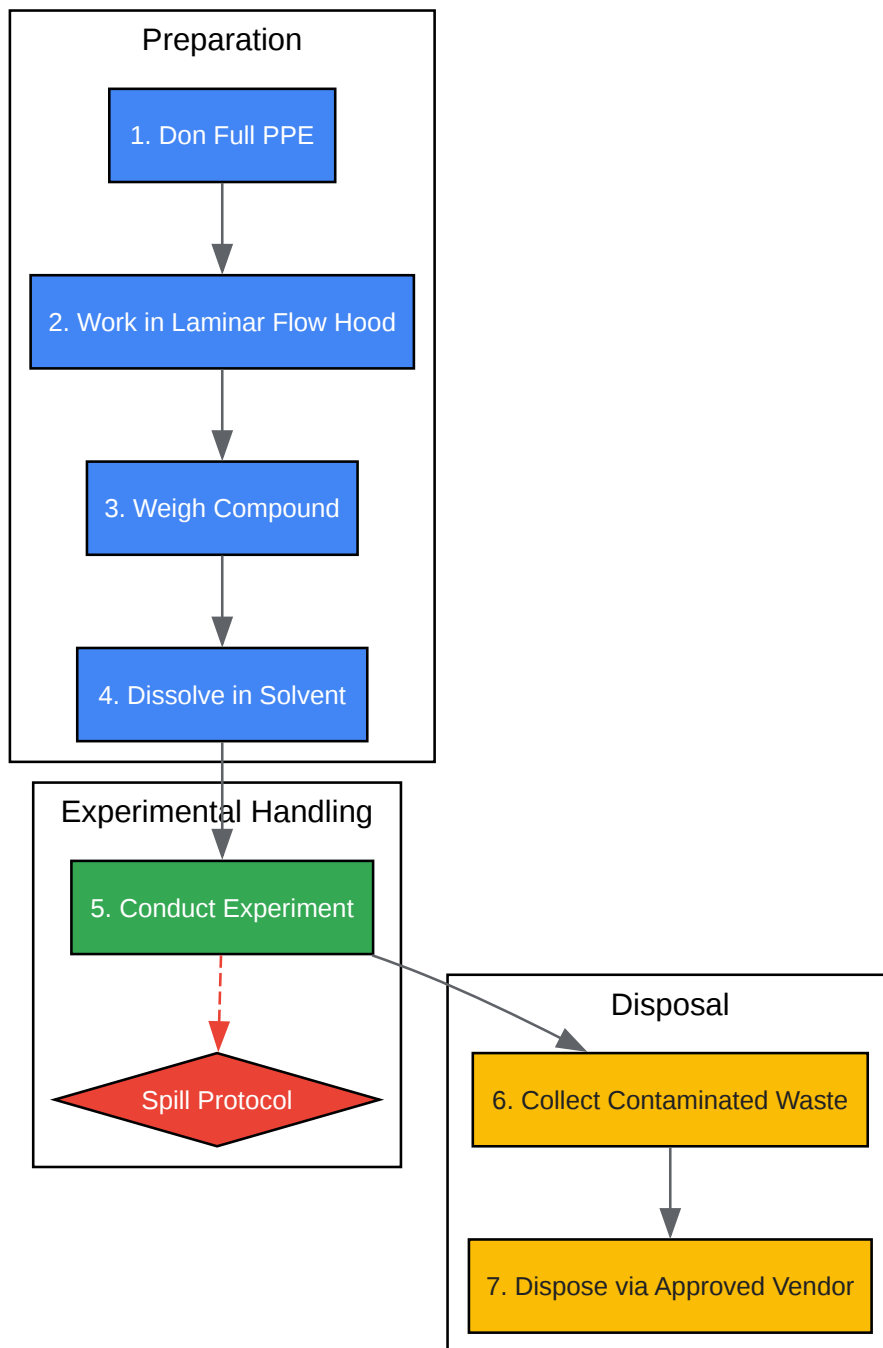 Preparation
1. Don Full PPE
2. Work in Laminar Flow Hood
3. Weigh Compound
4. Dissolve in Solvent
Experimental Handling
5. Conduct Experiment
Spill Protocol
Disposal
6. Collect Contaminated Waste
7. Dispose via Approved Vendor